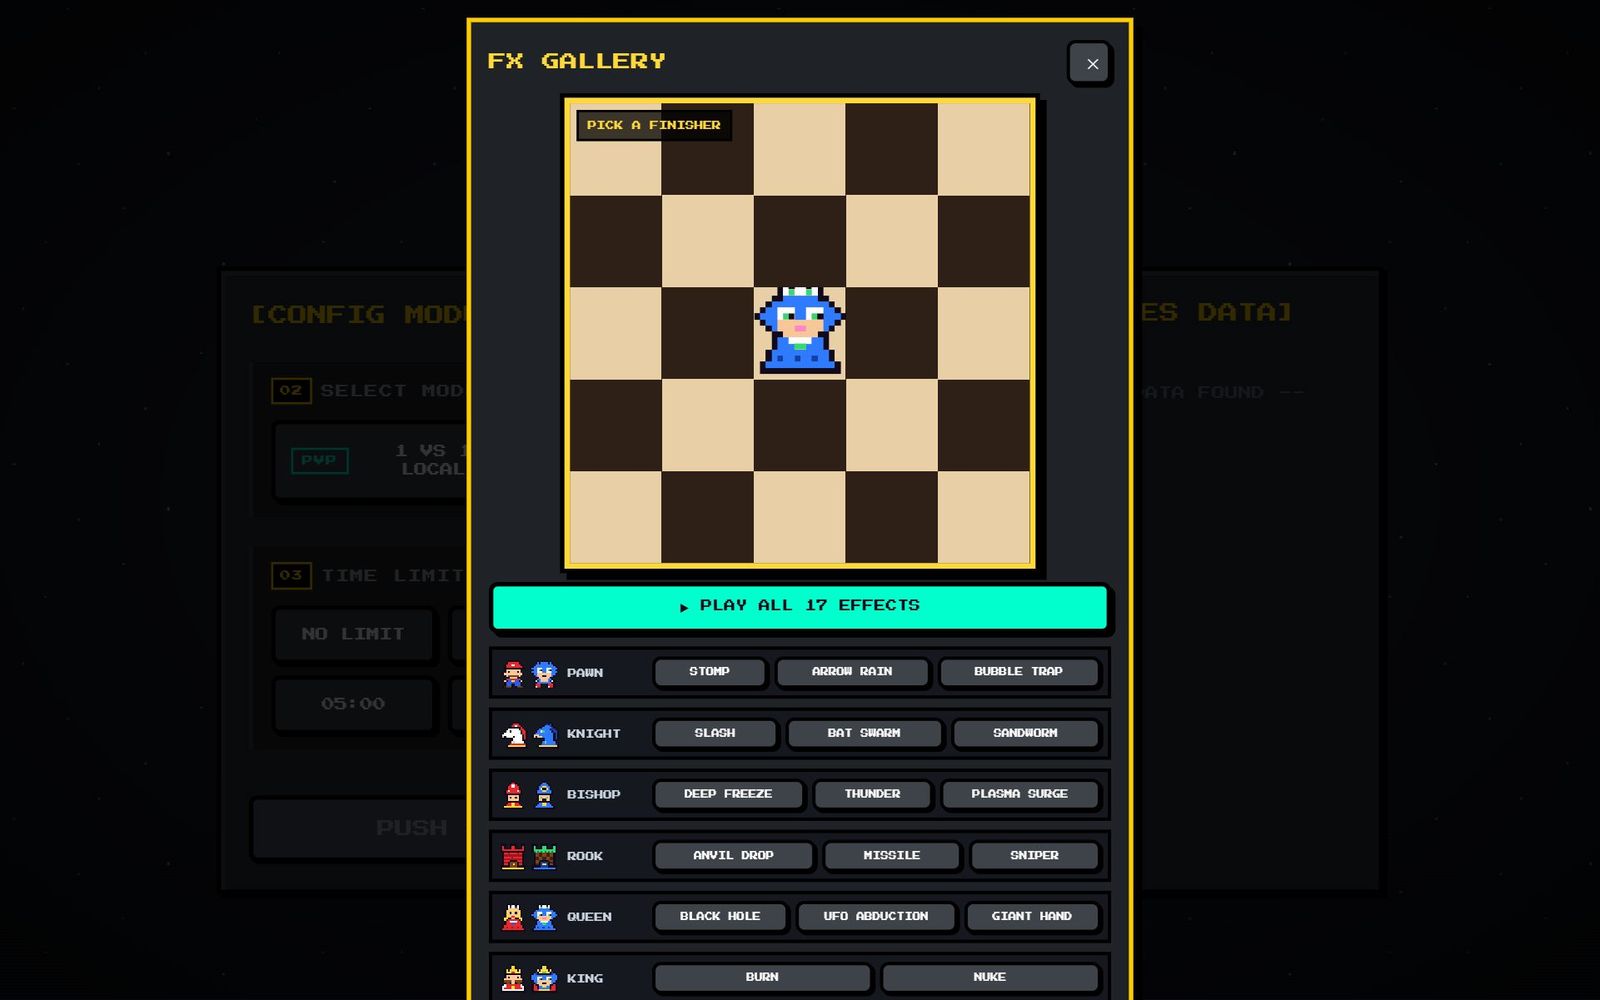 FX GALLERY
×
PICK A FINISHER
▶ PLAY ALL 17 EFFECTS
PAWN STOMP ARROW RAIN BUBBLE TRAP
KNIGHT SLASH BAT SWARM SANDWORM
BISHOP DEEP FREEZE THUNDER PLASMA SURGE
ROOK ANVIL DROP MISSILE SNIPER
QUEEN BLACK HOLE UFO ABDUCTION GIANT HAND
KING BURN NUKE
[CONFIG MOD
02 SELECT MOD
PVP
1 VS 1
LOCAL
03 TIME LIMIT
NO LIMIT
05:00
PUSH
ES DATA]
DATA FOUND --